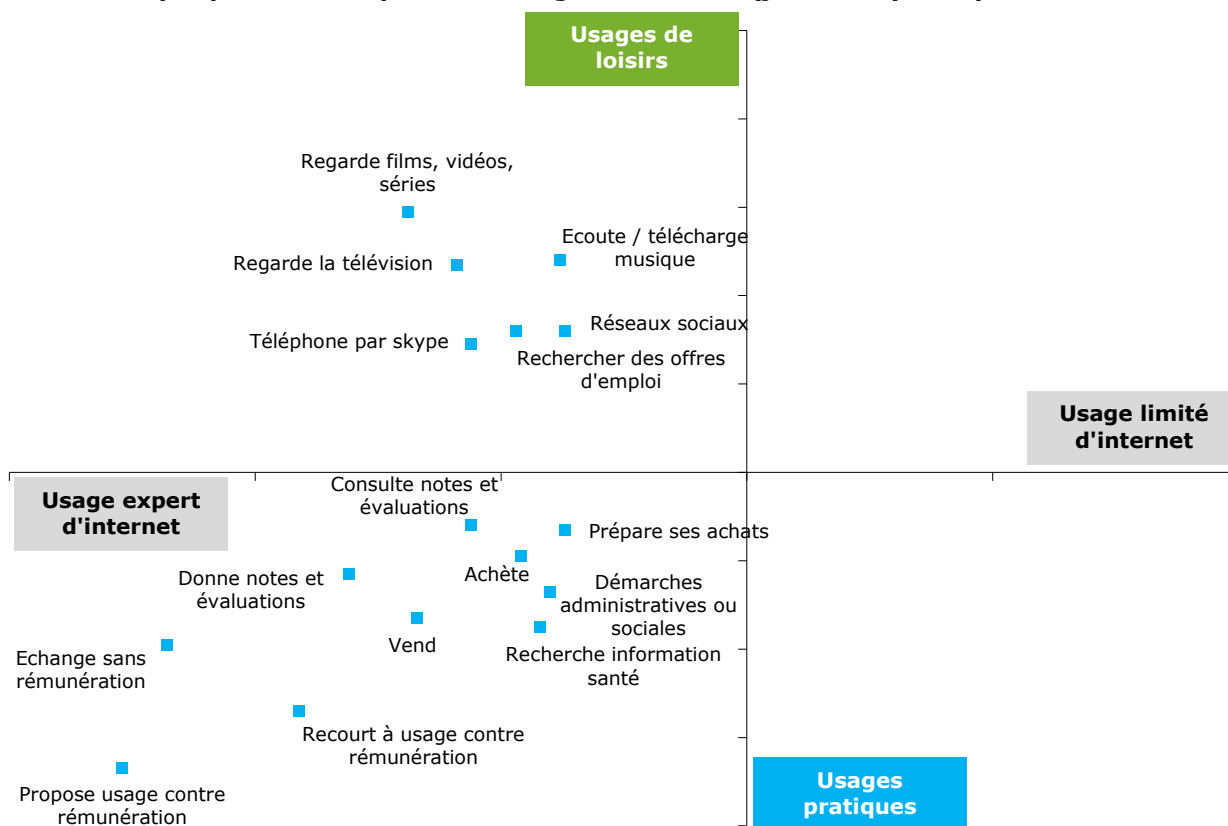 Usages de
loisirs
Regarde films, vidéos,
séries
Ecoute / télécharge
musique
Regarde la télévision
Réseaux sociaux
Téléphone par skype
Rechercher des offres
d'emploi
Usage limité
d'internet
Usage expert
d'internet
Consulte notes et
évaluations
Prépare ses achats
Achète
Donne notes et
évaluations
Démarches
administratives ou
sociales
Vend
Recherche information
santé
Echange sans
rémunération
Recourt à usage contre
rémunération
Propose usage contre
rémunération
Usages
pratiques